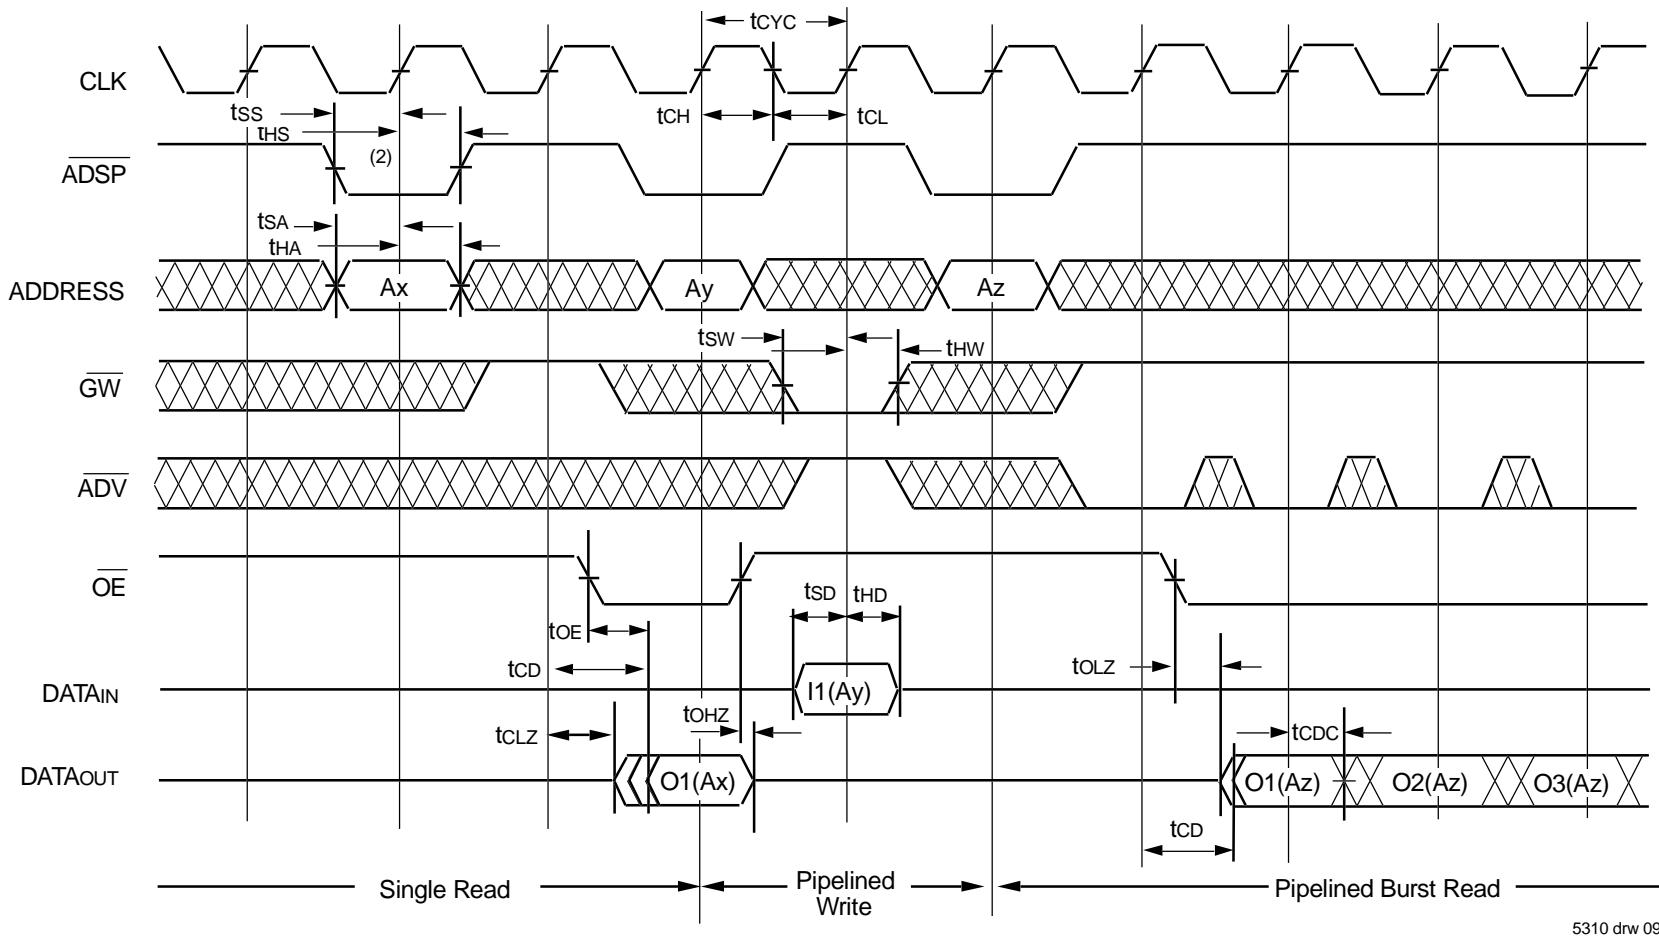 tCYC
CLK
tSS
tHS
tCH
tCL
(2)
ADSP
tSA
tHA
ADDRESS
Ax
Ay
Az
tSW
tHW
GW
ADV
OE
tSD
tHD
tOE
tCD
tOLZ
DATAIN
I1(Ay)
tOHZ
tCLZ
tCDC
DATAOUT
O1(Ax)
O1(Az)
O2(Az)
O3(Az)
tCD
Single Read
Pipelined
Write
Pipelined Burst Read
5310 drw 09